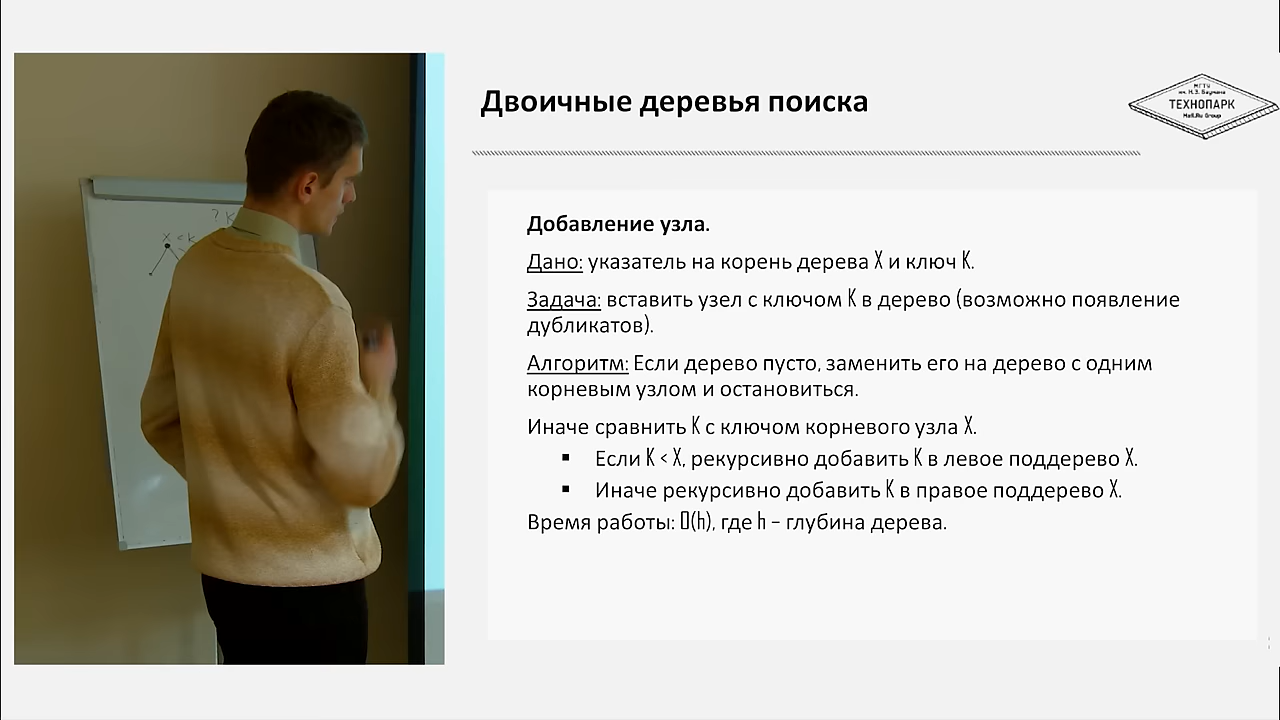 Двоичные деревья поиска
МГТУ
им. Н.Э. Баумана
ТЕХНОПАРК
Mail.Ru Group
Добавление узла.
Дано: указатель на корень дерева X и ключ K.
Задача: вставить узел с ключом K в дерево (возможно появление
дубликатов).
Алгоритм: Если дерево пусто, заменить его на дерево с одним
корневым узлом и остановиться.
Иначе сравнить K с ключом корневого узла X.
▪ Если K < X, рекурсивно добавить K в левое поддерево X.
▪ Иначе рекурсивно добавить K в правое поддерево X.
Время работы: O(h), где h – глубина дерева.
? K
X < K